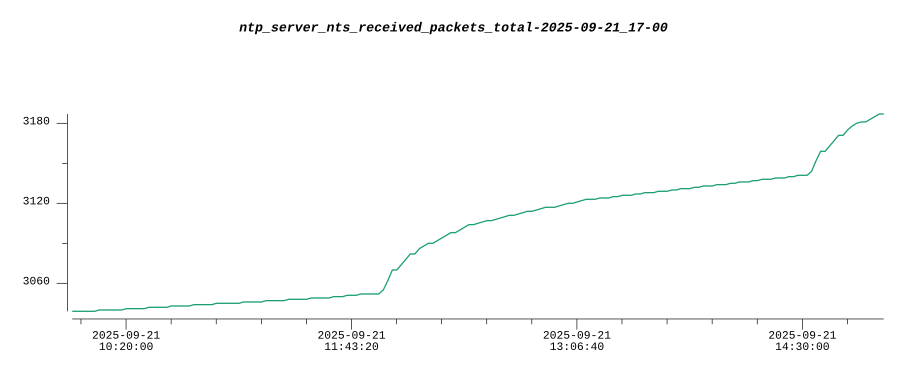 ntp_server_nts_received_packets_total-2025-09-21_17-00
3180
3120
3060
2025-09-21 2025-09-21 2025-09-21 2025-09-21
10:20:00 11:43:20 13:06:40 14:30:00